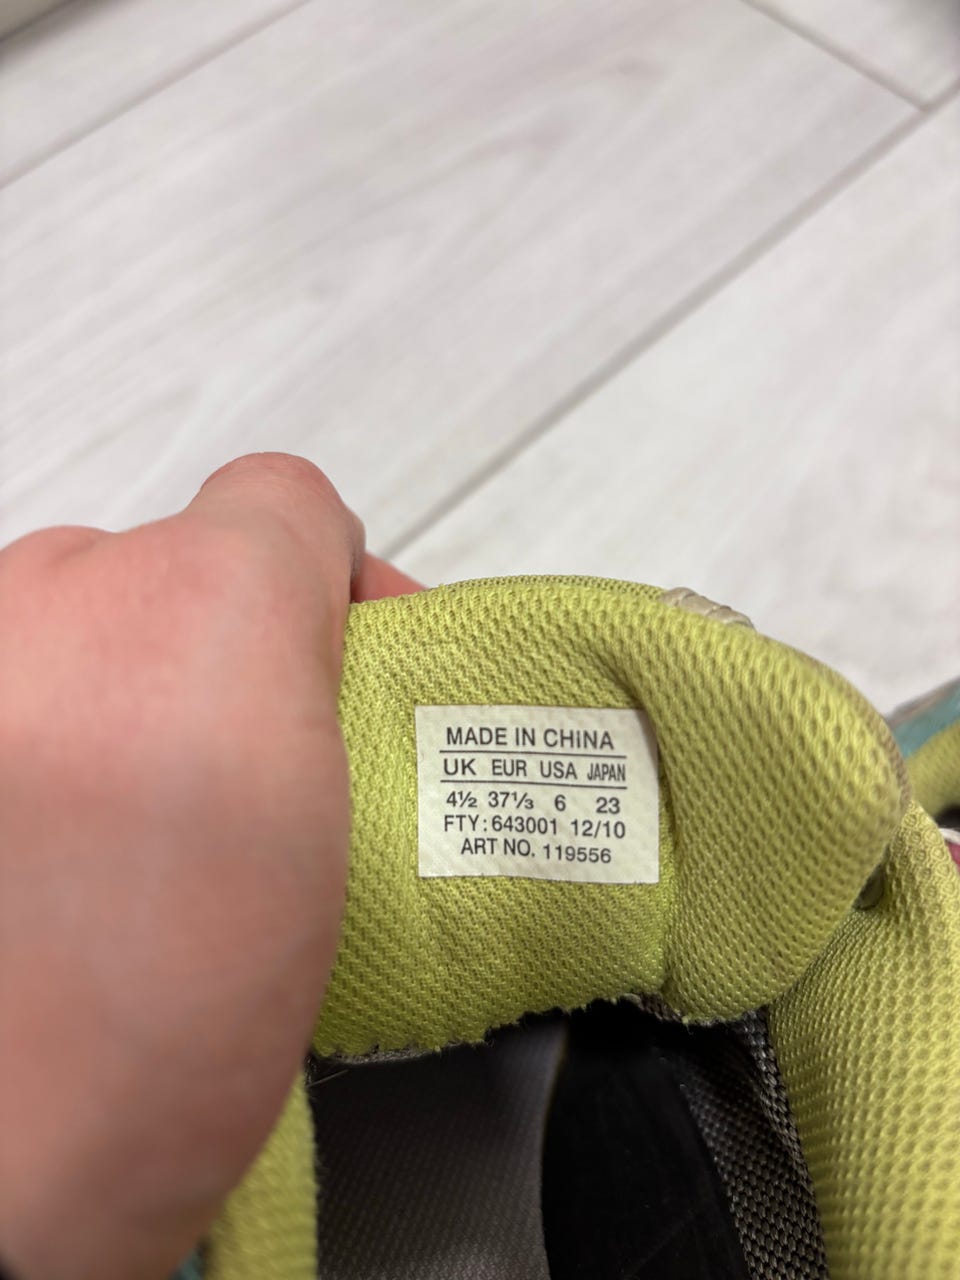 MADE IN CHINA
UK EUR USA JAPAN
4½ 37⅓ 6 23
FTY: 643001 12/10
ART NO. 119556